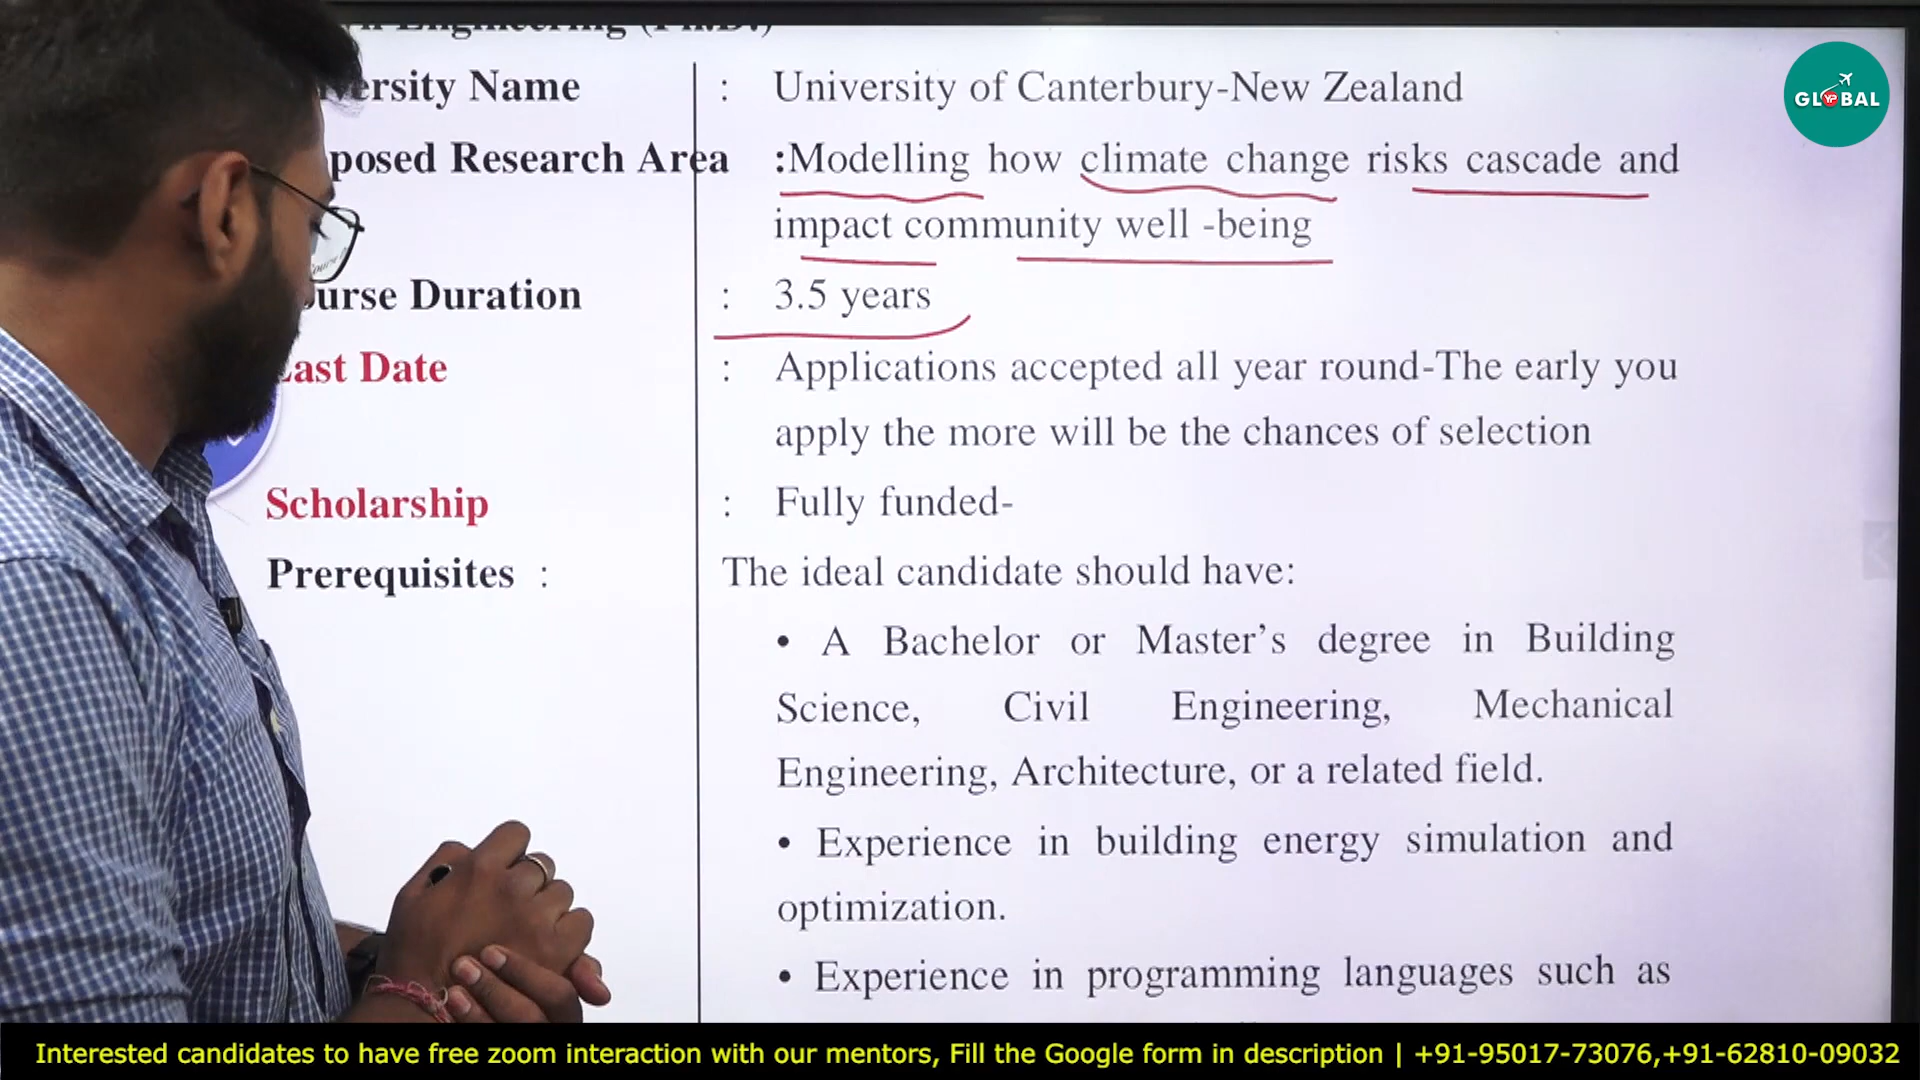 Engineering (Ph.D.)
ersity Name : University of Canterbury-New Zealand
posed Research Area :Modelling how climate change risks cascade and
impact community well -being
ourse Duration : 3.5 years
Last Date : Applications accepted all year round-The early you
apply the more will be the chances of selection
Scholarship : Fully funded-
Prerequisites : The ideal candidate should have:
• A Bachelor or Master's degree in Building
Science, Civil Engineering, Mechanical
Engineering, Architecture, or a related field.
• Experience in building energy simulation and
optimization.
• Experience in programming languages such as
GLOBAL
YP
Interested candidates to have free zoom interaction with our mentors, Fill the Google form in description | +91-95017-73076,+91-62810-09032